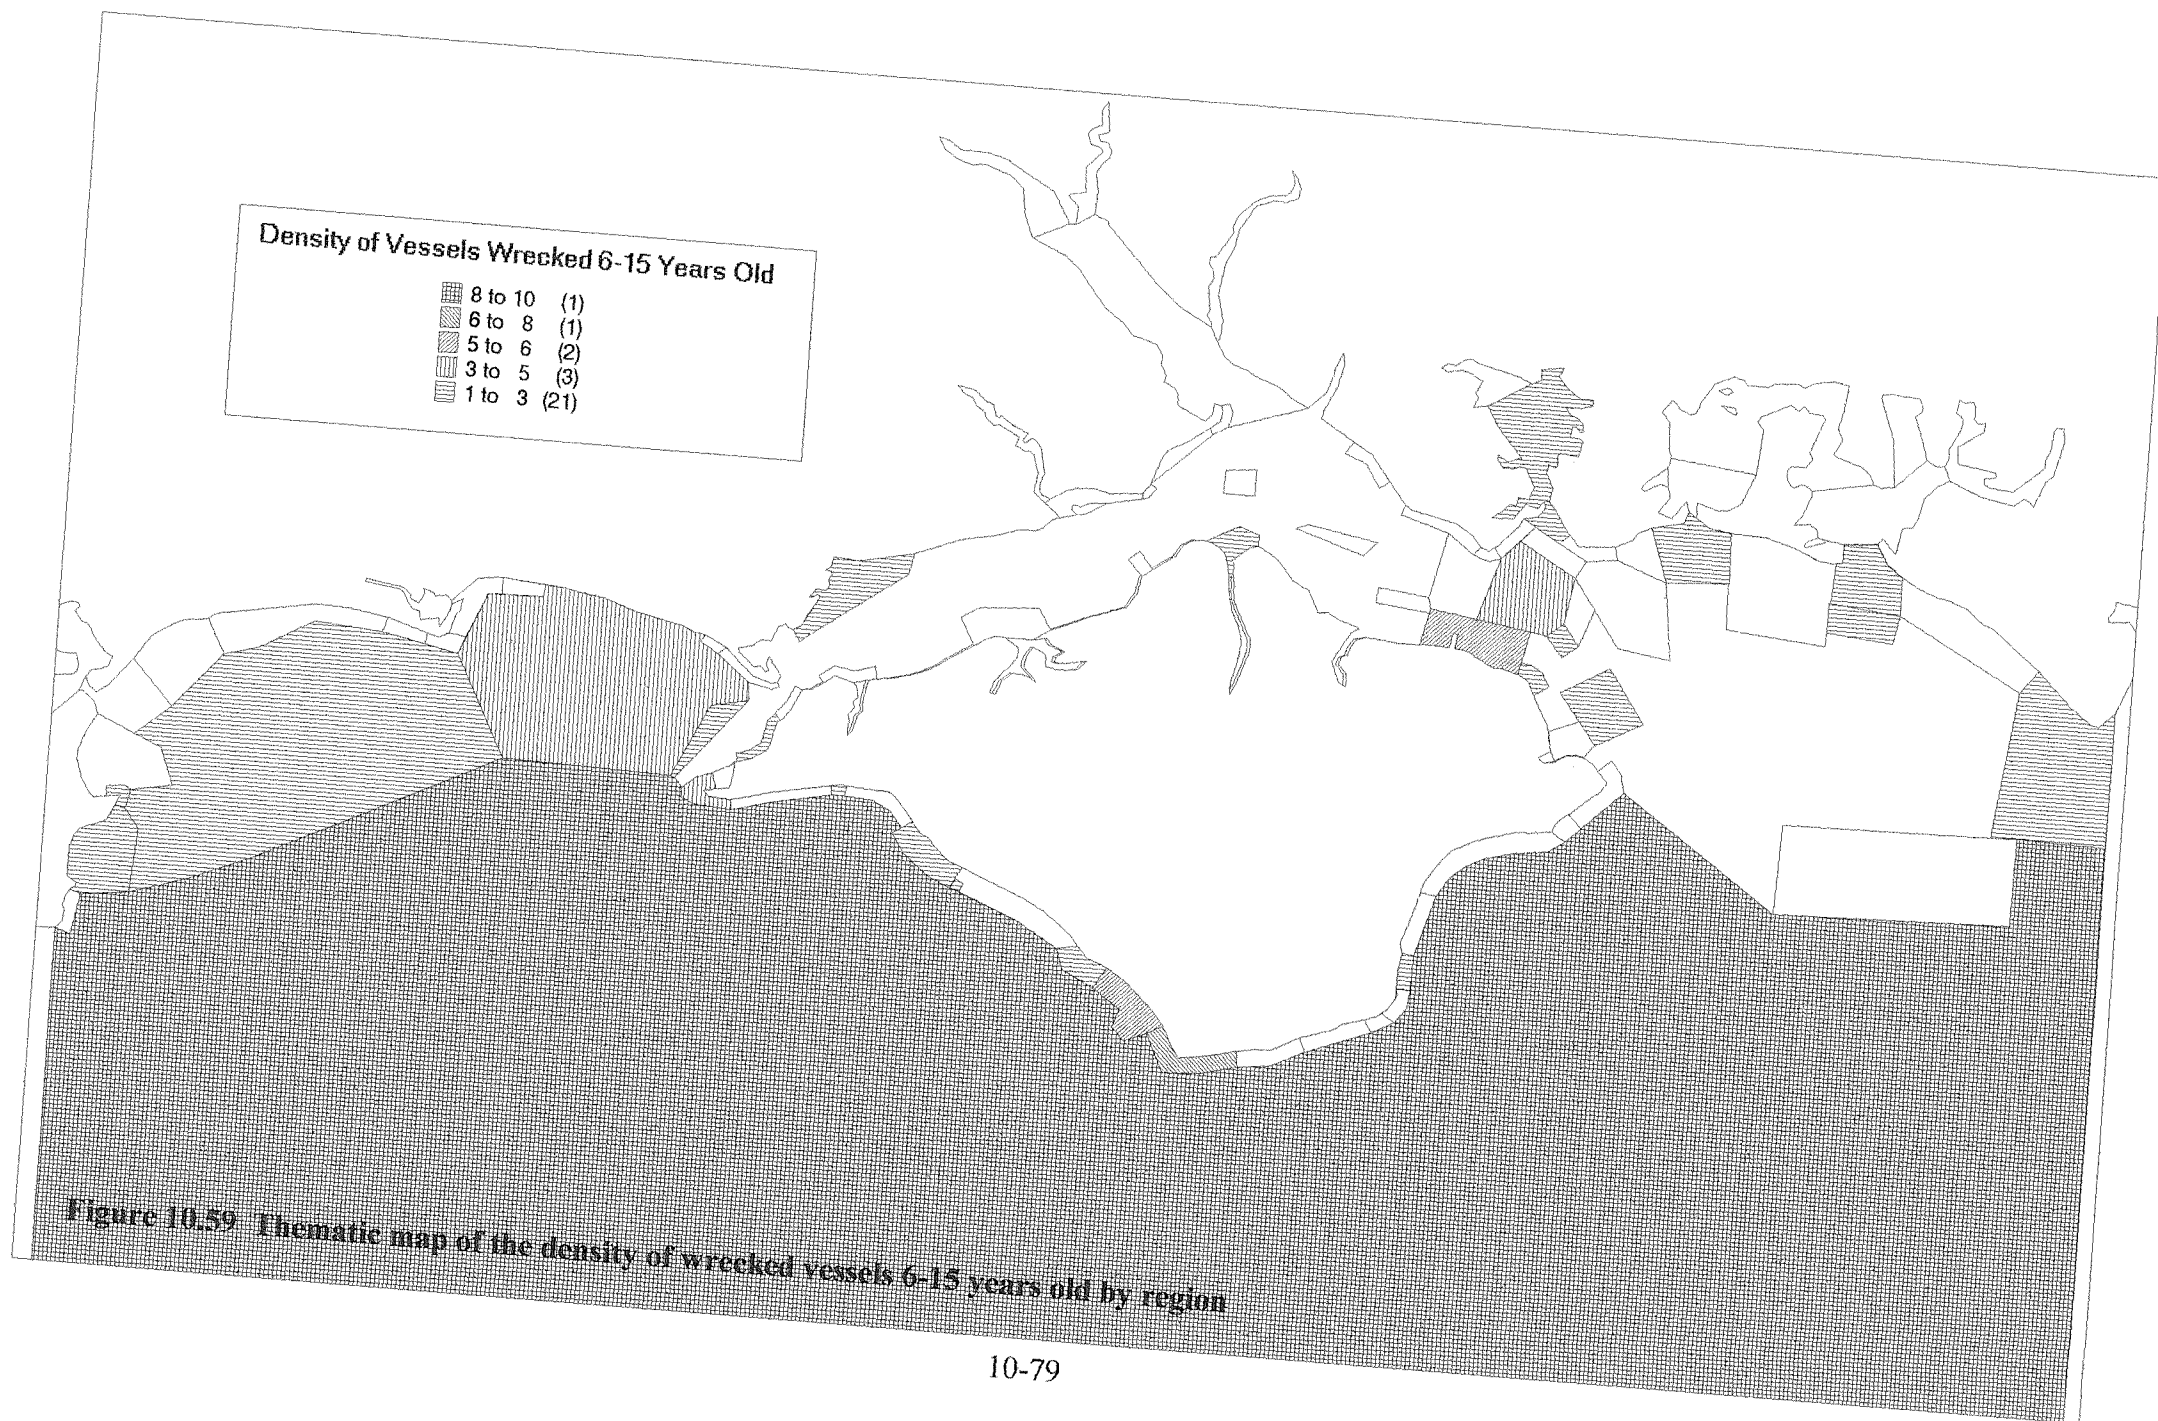 Density of Vessels Wrecked 6-15 Years Old
8 to 10 (1)
6 to 8 (1)
5 to 6 (2)
3 to 5 (3)
1 to 3 (21)
Figure 10.59 Thematic map of the density of wrecked vessels 6-15 years old by region
10-79